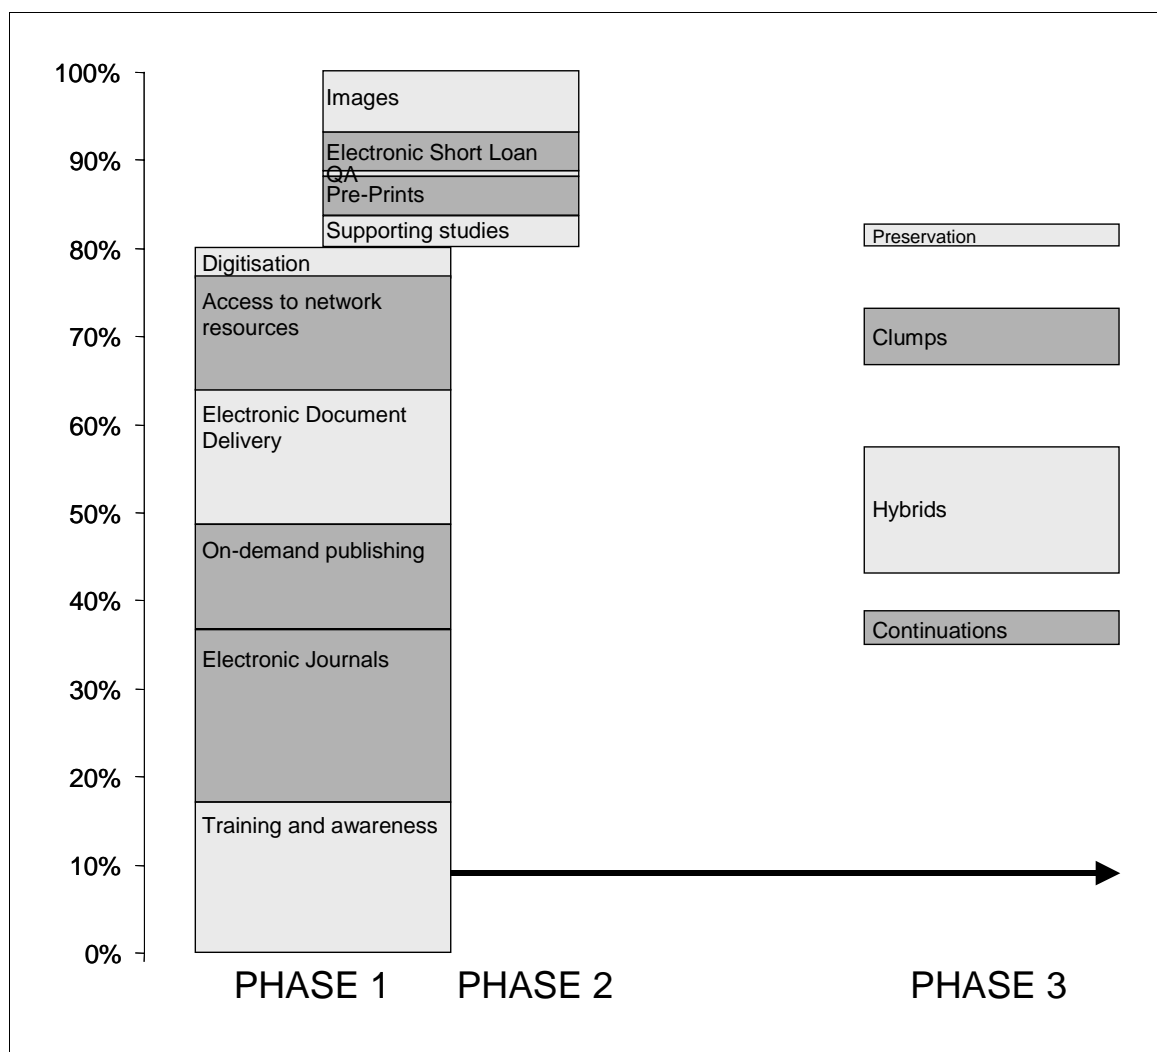 100%
90%
80%
70%
60%
50%
40%
30%
20%
10%
0%
Images
Electronic Short Loan
QA
Pre-Prints
Supporting studies
Digitisation
Access to network
resources
Electronic Document
Delivery
On-demand publishing
Electronic Journals
Training and awareness
Preservation
Clumps
Hybrids
Continuations
PHASE 1
PHASE 2
PHASE 3